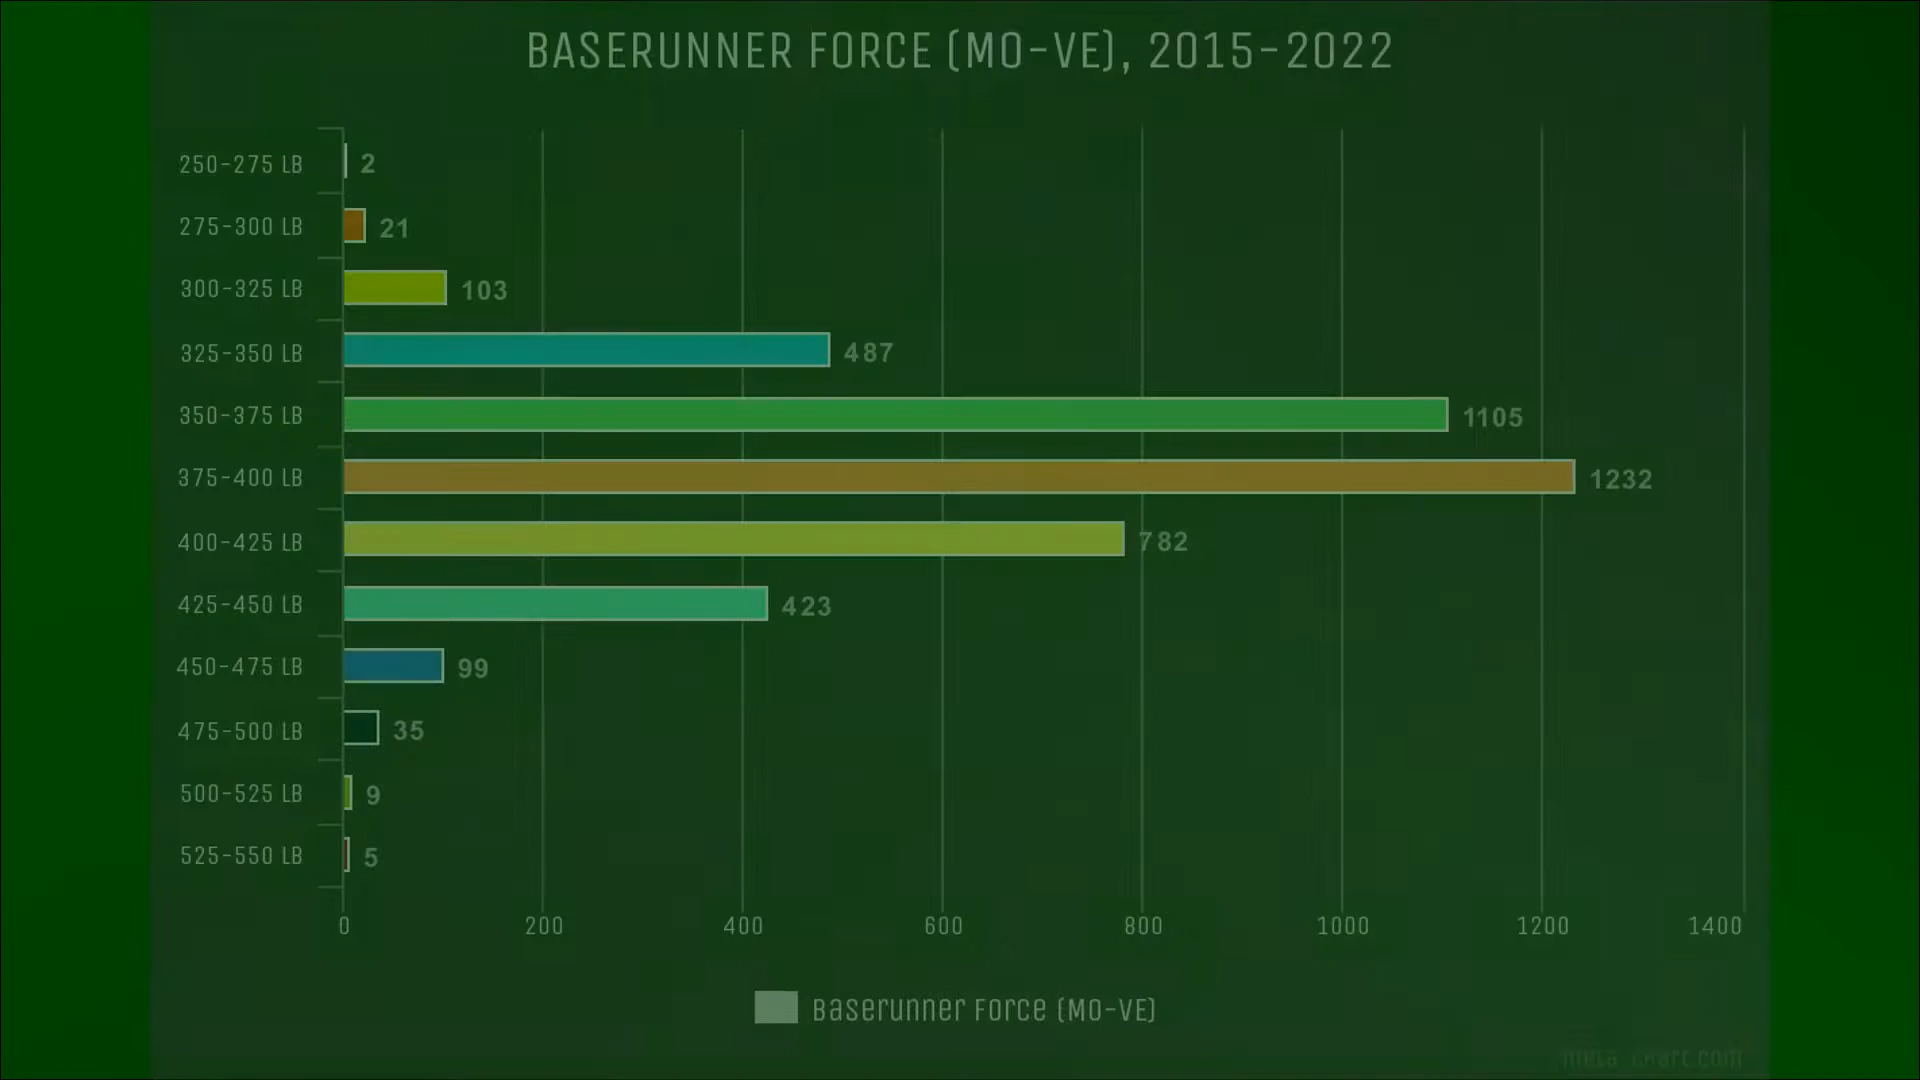 BASERUNNER FORCE (MO-VE), 2015-2022
250-275 LB 2
275-300 LB 21
300-325 LB 103
325-350 LB 487
350-375 LB 1105
375-400 LB 1232
400-425 LB 782
425-450 LB 423
450-475 LB 99
475-500 LB 35
500-525 LB 9
525-550 LB 5
0 200 400 600 800 1000 1200 1400
Baserunner Force (MO-VE)
meta-chart.com